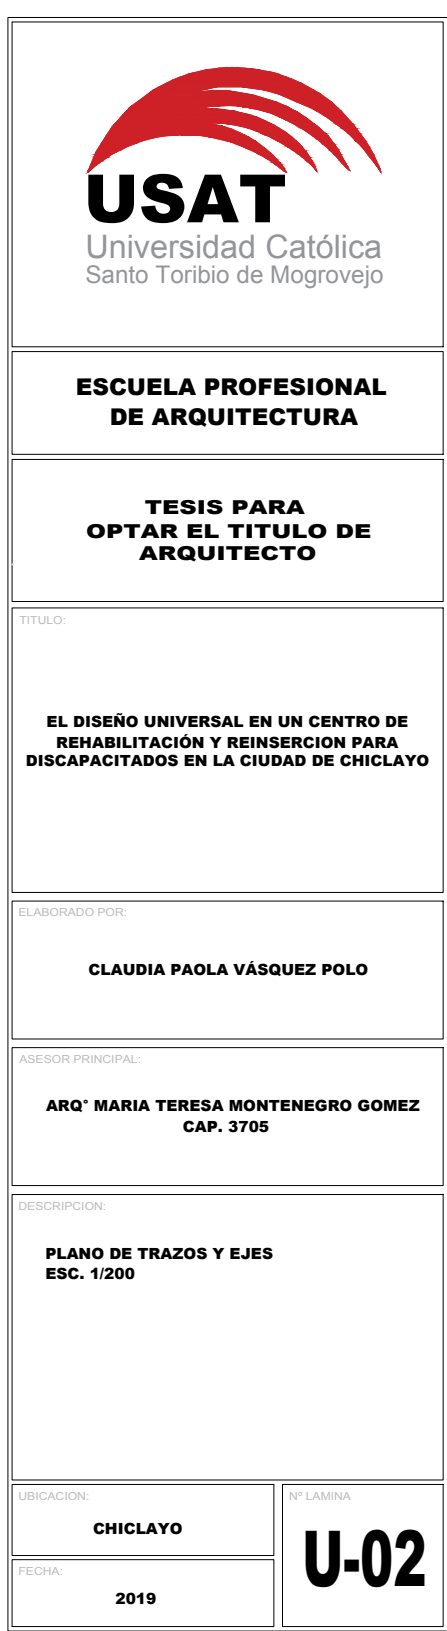 USAT
Universidad Católica
Santo Toribio de Mogrovejo
ESCUELA PROFESIONAL
DE ARQUITECTURA
TESIS PARA
OPTAR EL TITULO DE
ARQUITECTO
TITULO:
EL DISEÑO UNIVERSAL EN UN CENTRO DE
REHABILITACIÓN Y REINSERCION PARA
DISCAPACITADOS EN LA CIUDAD DE CHICLAYO
ELABORADO POR:
CLAUDIA PAOLA VÁSQUEZ POLO
ASESOR PRINCIPAL:
ARQ° MARIA TERESA MONTENEGRO GOMEZ
CAP. 3705
DESCRIPCION:
PLANO DE TRAZOS Y EJES
ESC. 1/200
UBICACION:
CHICLAYO
FECHA:
2019
Nº LAMINA
U-02